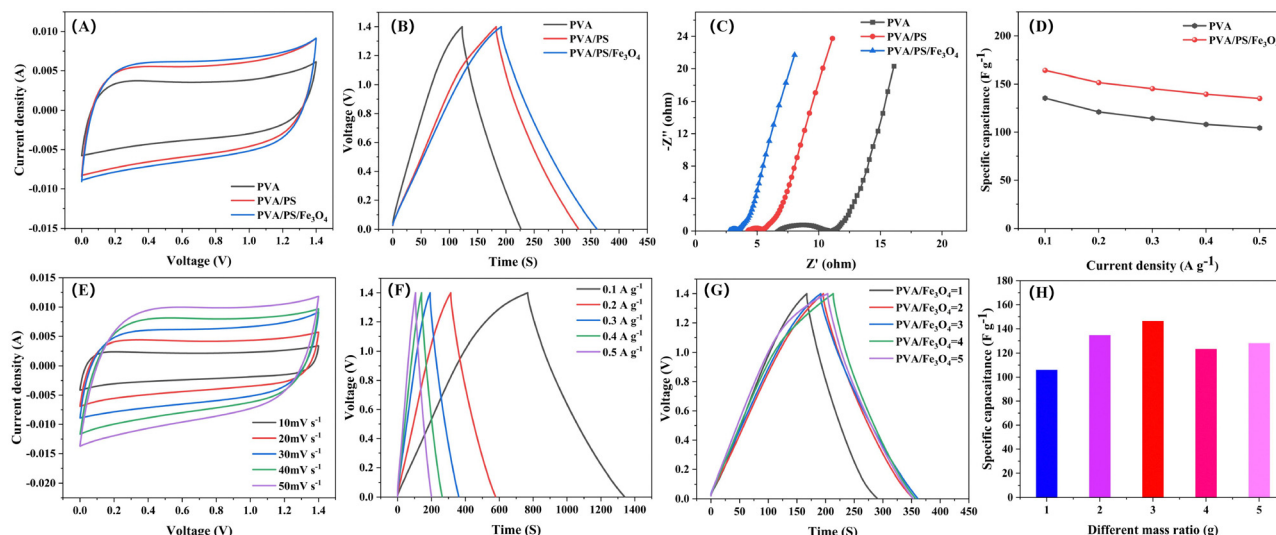 (A)
0.010
0.005
0.000
-0.005
-0.010
-0.015
Current density (A)
PVA
PVA/PS
PVA/PS/Fe₃O₄
0.0 0.2 0.4 0.6 0.8 1.0 1.2 1.4
Voltage (V)
(B)
1.6
1.4
1.2
1.0
0.8
0.6
0.4
0.2
0.0
Voltage (V)
PVA
PVA/PS
PVA/PS/Fe₃O₄
0 50 100 150 200 250 300 350 400 450
Time (S)
(C)
24
20
16
12
8
4
0
-Z'' (ohm)
PVA
PVA/PS
PVA/PS/Fe₃O₄
0 5 10 15 20
Z' (ohm)
(D)
200
150
100
50
0
Specific capacitance (F g⁻¹)
PVA
PVA/PS/Fe₃O
0.1 0.2 0.3 0.4 0.5
Current density (A g⁻¹)
(E)
0.015
0.010
0.005
0.000
-0.005
-0.010
-0.015
-0.020
Current density (A)
10mV s⁻¹
20mV s⁻¹
30mV s⁻¹
40mV s⁻¹
50mV s⁻¹
0.0 0.2 0.4 0.6 0.8 1.0 1.2 1.4
Voltage (V)
(F)
1.6
1.4
1.2
1.0
0.8
0.6
0.4
0.2
0.0
Voltage (V)
0.1 A g⁻¹
0.2 A g⁻¹
0.3 A g⁻¹
0.4 A g⁻¹
0.5 A g⁻¹
0 200 400 600 800 1000 1200 1400
Time (S)
(G)
1.6
1.4
1.2
1.0
0.8
0.6
0.4
0.2
0.0
Voltage (V)
PVA/Fe₃O₄=1
PVA/Fe₃O₄=2
PVA/Fe₃O₄=3
PVA/Fe₃O₄=4
PVA/Fe₃O₄=5
0 50 100 150 200 250 300 350 400 450
Time (S)
(H)
180
160
140
120
100
80
60
40
20
0
Specific capacitance (F g⁻¹)
1 2 3 4 5
Different mass ratio (g)